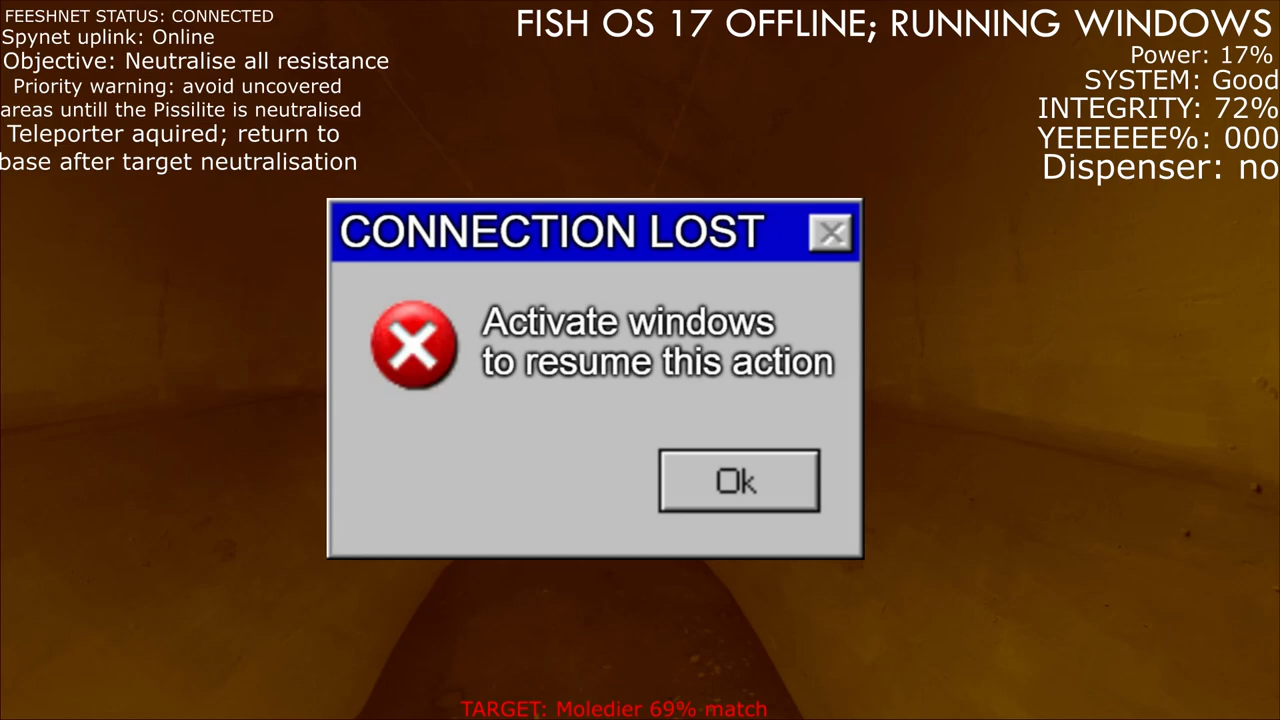 FEESHNET STATUS: CONNECTED
Spynet uplink: Online
Objective: Neutralise all resistance
Priority warning: avoid uncovered
areas untill the Pissilite is neutralised
Teleporter aquired; return to
base after target neutralisation
FISH OS 17 OFFLINE; RUNNING WINDOWS
Power: 17%
SYSTEM: Good
INTEGRITY: 72%
YEEEEEE%: 000
Dispenser: no
CONNECTION LOST
Activate windows
to resume this action
Ok
TARGET: Moledier 69% match